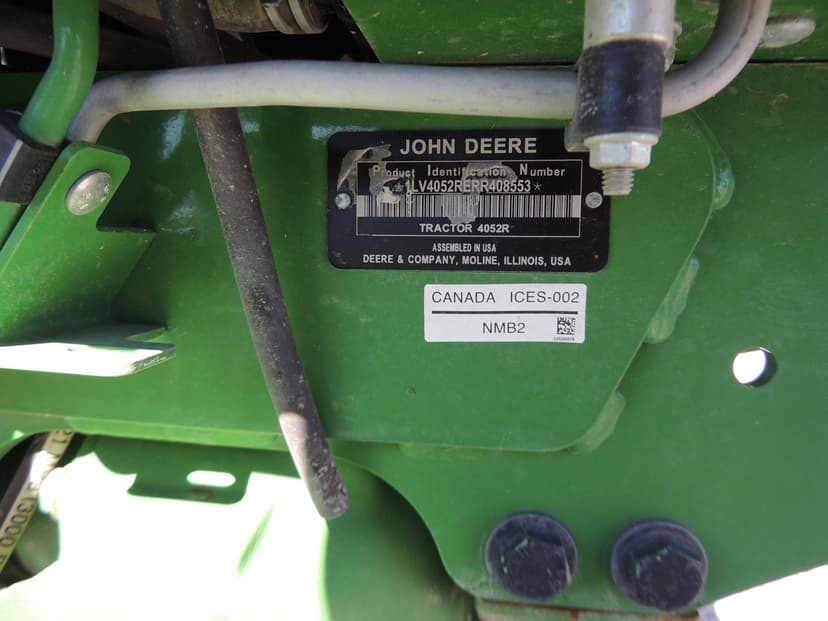 JOHN DEERE
Product Identification Number
*1LV4052RERR408553*
TRACTOR 4052R
ASSEMBLED IN USA
DEERE & COMPANY, MOLINE, ILLINOIS, USA
CANADA ICES-002
NMB2